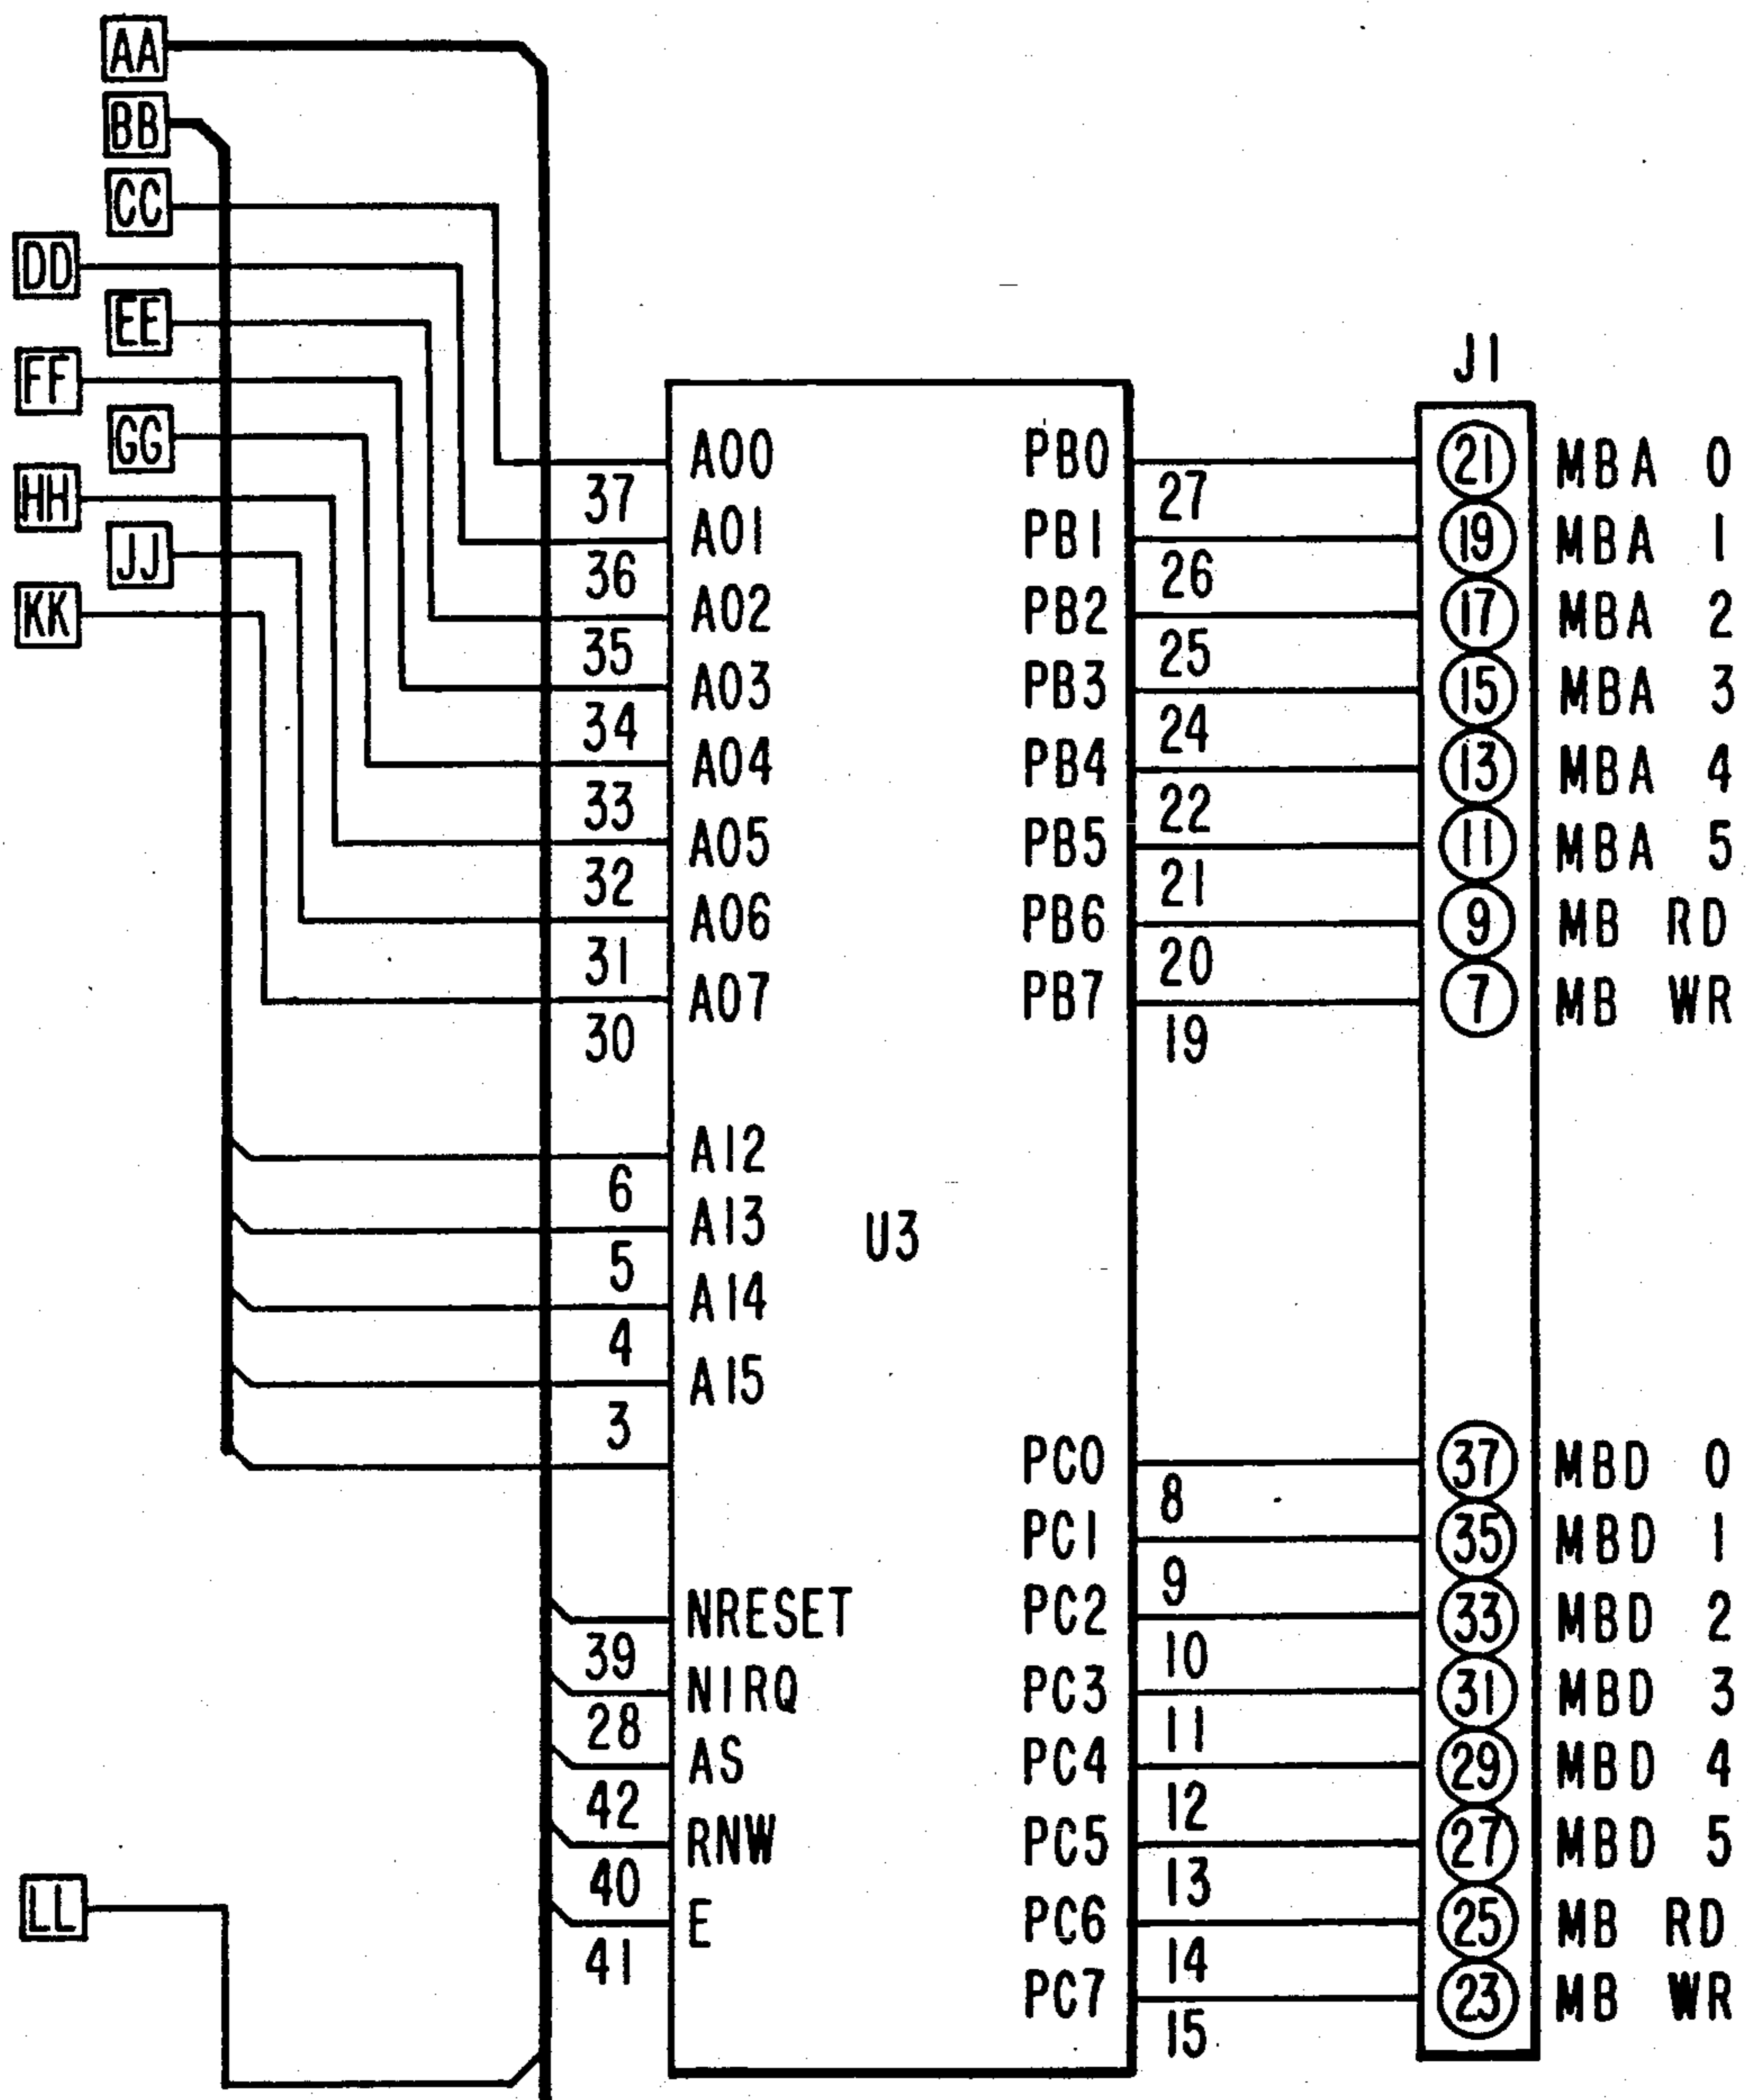 AA
BB
CC
DD
EE
FF
GG
HH
JJ
KK
LL
J1
A00
37
A01
36
A02
35
A03
34
A04
33
A05
32
A06
31
A07
30
A12
6
A13
5
A14
4
A15
3
NRESET
39
NIRQ
28
AS
42
RNW
40
E
41
U3
PB0 27 21 MBA 0
PB1 26 19 MBA 1
PB2 25 17 MBA 2
PB3 24 15 MBA 3
PB4 22 13 MBA 4
PB5 21 11 MBA 5
PB6 20 9 MB RD
PB7 19 7 MB WR
PC0 8 37 MBD 0
PC1 9 35 MBD 1
PC2 10 33 MBD 2
PC3 11 31 MBD 3
PC4 12 29 MBD 4
PC5 13 27 MBD 5
PC6 14 25 MB RD
PC7 15 23 MB WR